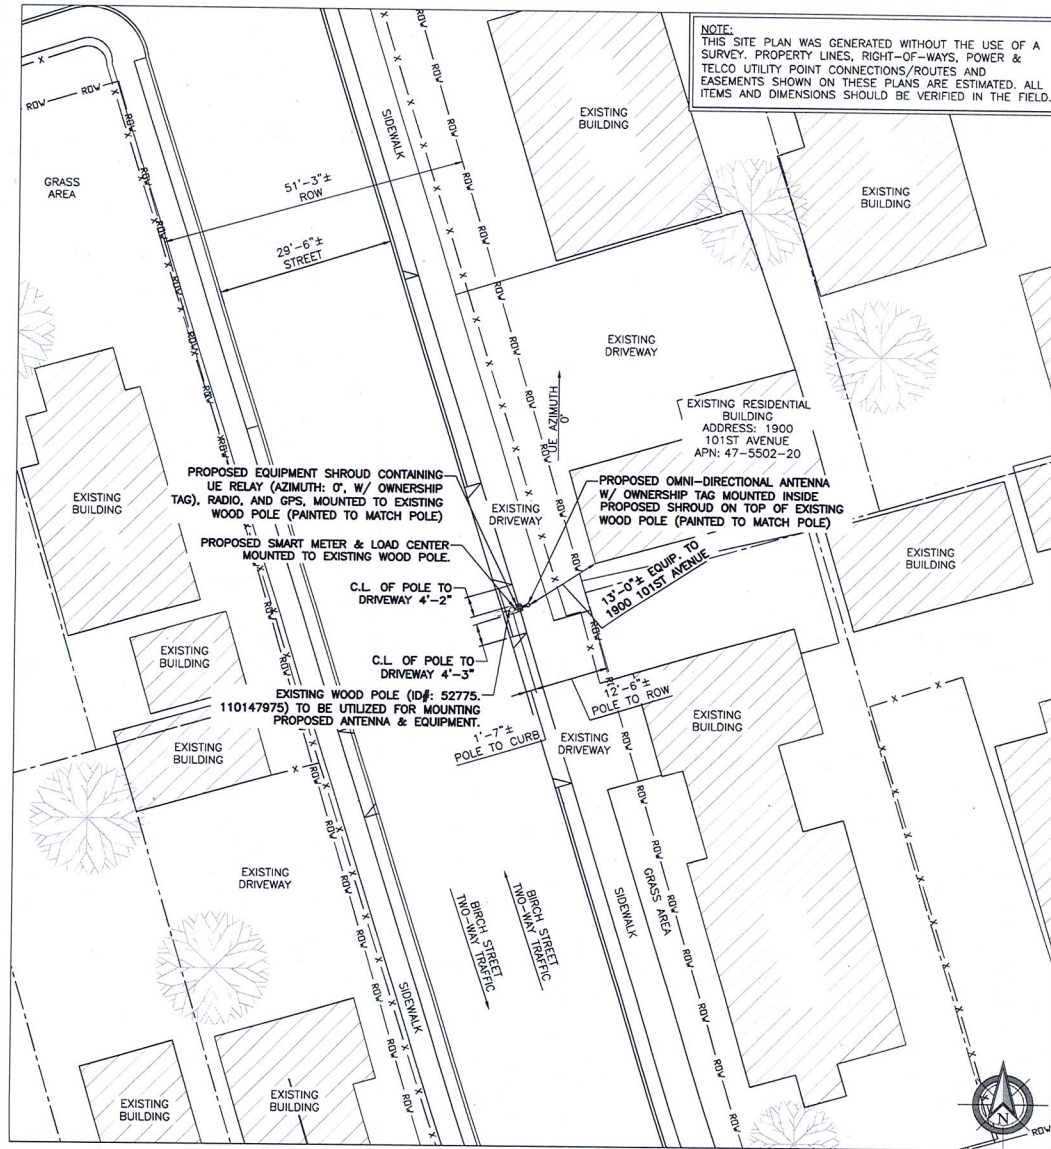 NOTE:
THIS SITE PLAN WAS GENERATED WITHOUT THE USE OF A
SURVEY. PROPERTY LINES, RIGHT-OF-WAYS, POWER &
TELCO UTILITY POINT CONNECTIONS/ROUTES AND
EASEMENTS SHOWN ON THESE PLANS ARE ESTIMATED. ALL
ITEMS AND DIMENSIONS SHOULD BE VERIFIED IN THE FIELD.
EXISTING
BUILDING
SIDEWALK
GRASS
AREA
51'-3"±
ROW
29'-6"±
STREET
EXISTING
BUILDING
EXISTING
DRIVEWAY
UE AZIMUTH
0°
EXISTING RESIDENTIAL
BUILDING
ADDRESS: 1900
101ST AVENUE
APN: 47-5502-20
PROPOSED EQUIPMENT SHROUD CONTAINING
UE RELAY (AZIMUTH: 0°, W/ OWNERSHIP
TAG), RADIO, AND GPS, MOUNTED TO EXISTING
WOOD POLE (PAINTED TO MATCH POLE)
PROPOSED OMNI-DIRECTIONAL ANTENNA
W/ OWNERSHIP TAG MOUNTED INSIDE
PROPOSED SHROUD ON TOP OF EXISTING
WOOD POLE (PAINTED TO MATCH POLE)
EXISTING
BUILDING
EXISTING
DRIVEWAY
PROPOSED SMART METER & LOAD CENTER
MOUNTED TO EXISTING WOOD POLE.
13'-0"± EQUIP. TO
1900 101ST AVENUE
EXISTING
BUILDING
C.L. OF POLE TO
DRIVEWAY 4'-2"
EXISTING
BUILDING
C.L. OF POLE TO
DRIVEWAY 4'-3"
EXISTING WOOD POLE (ID#: 52775.
110147975) TO BE UTILIZED FOR MOUNTING
PROPOSED ANTENNA & EQUIPMENT.
12'-6"±
POLE TO ROW
EXISTING
BUILDING
1'-7"±
POLE TO CURB
EXISTING
DRIVEWAY
EXISTING
BUILDING
EXISTING
DRIVEWAY
BIRCH STREET
TWO-WAY TRAFFIC
BIRCH STREET
TWO-WAY TRAFFIC
SIDEWALK
GRASS AREA
SIDEWALK
EXISTING
BUILDING
EXISTING
BUILDING
N
ROW